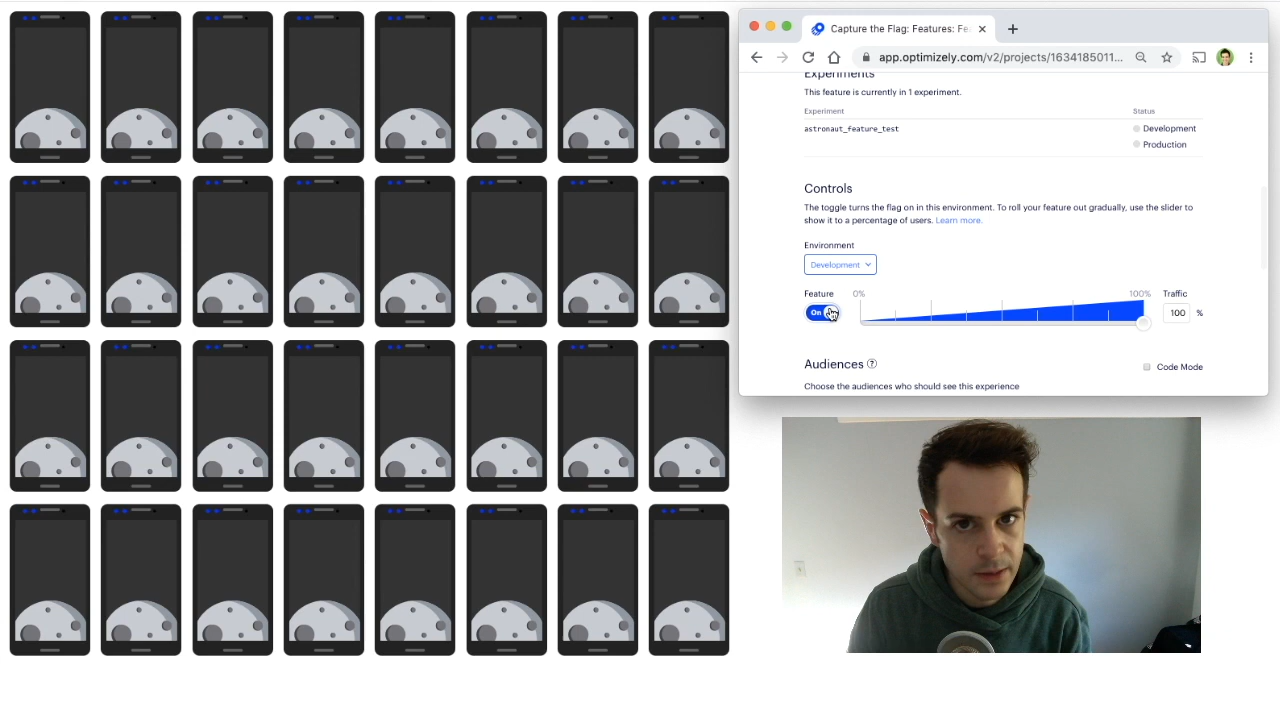 Capture the Flag: Features: Fe
app.optimizely.com/v2/projects/1634185011...
Experiments
This feature is currently in 1 experiment.
Experiment Status
astronaut_feature_test Development
Production
Controls
The toggle turns the flag on in this environment. To roll your feature out gradually, use the slider to
show it to a percentage of users. Learn more.
Environment
Development
Feature 0% 100% Traffic
On 100 %
Audiences ? Code Mode
Choose the audiences who should see this experience